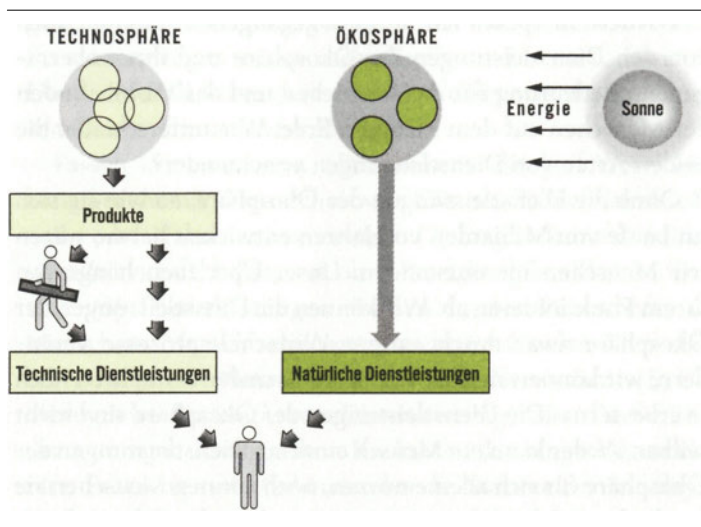 TECHNOSPHÄRE
ÖKOSPHÄRE
Energie
Sonne
Produkte
Technische Dienstleistungen
Natürliche Dienstleistungen